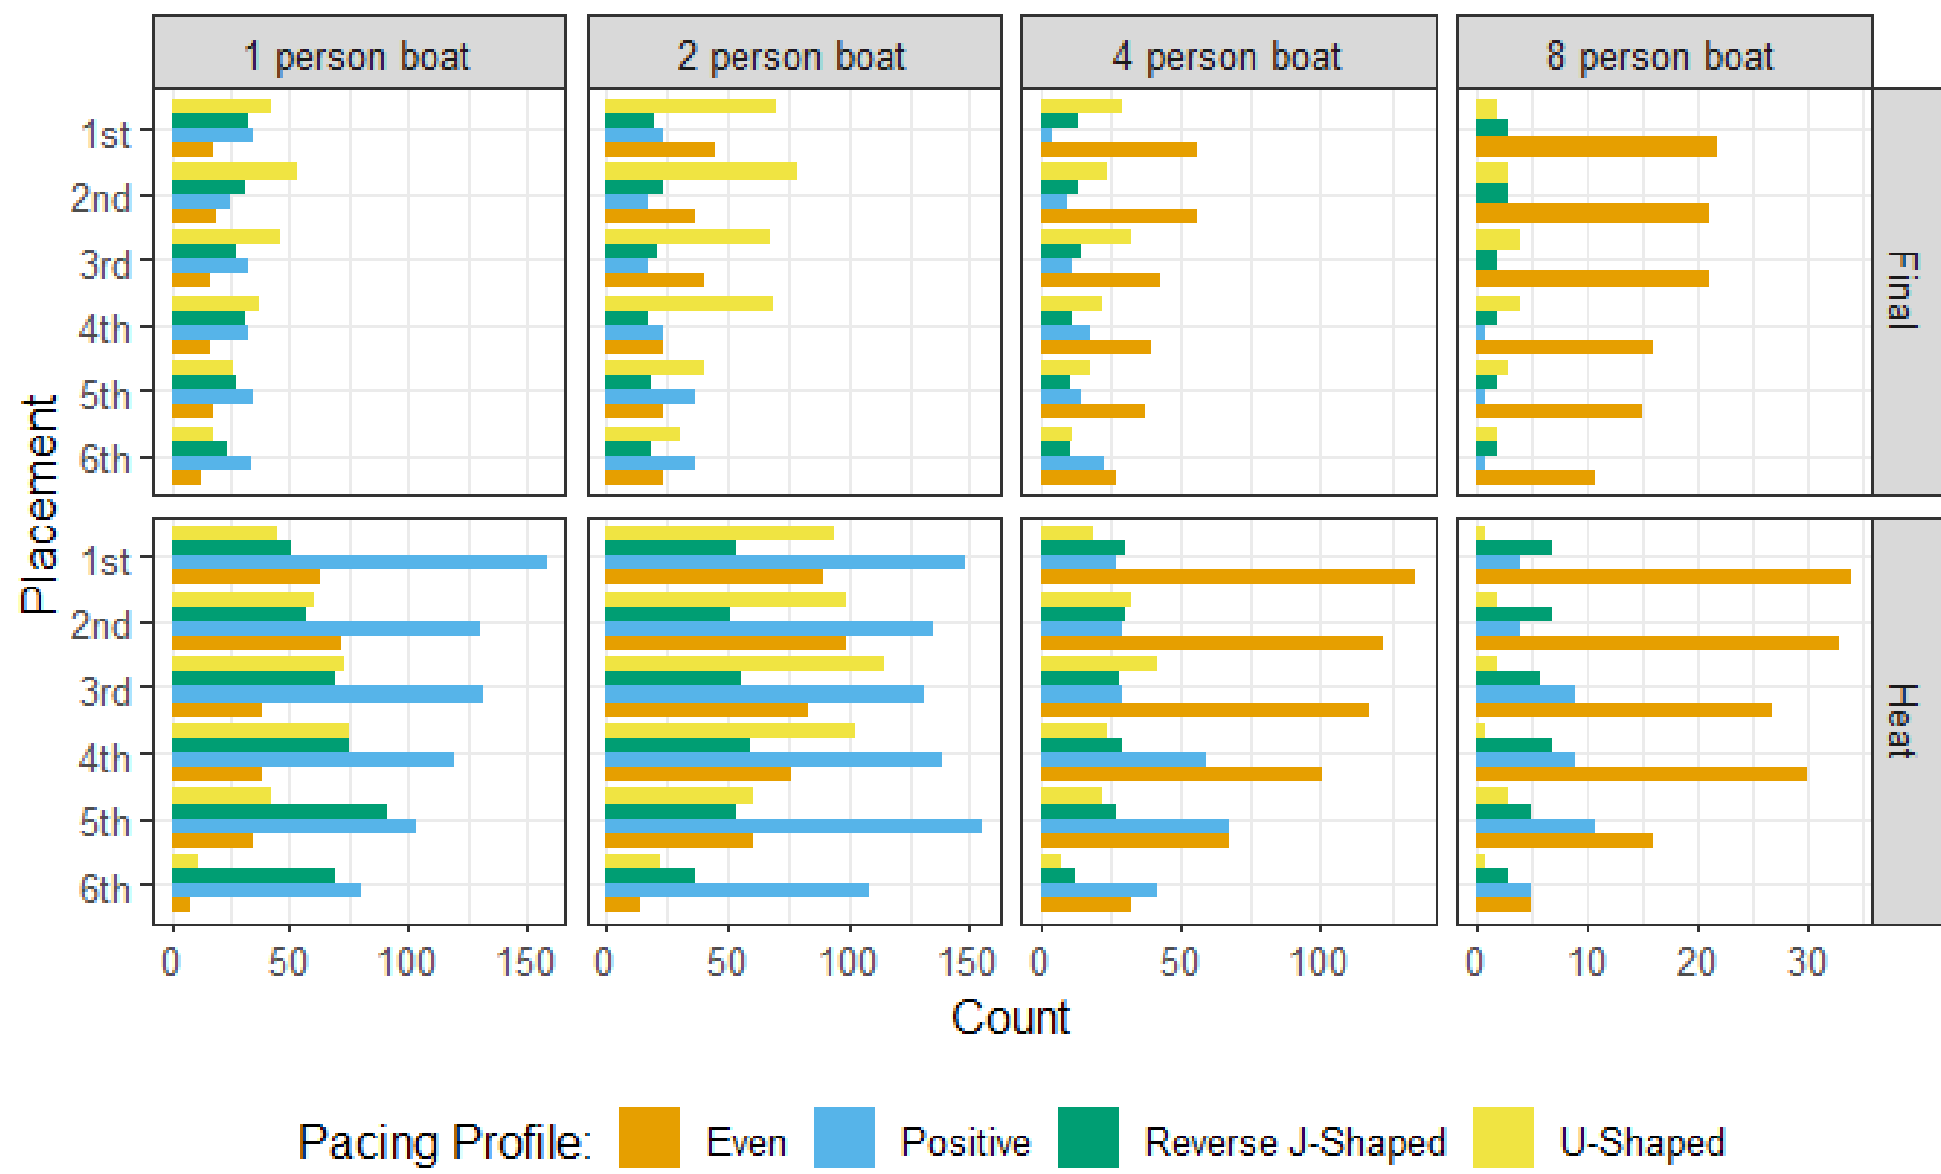 1 person boat 2 person boat 4 person boat 8 person boat
Placement
1st
2nd
3rd
4th
5th
6th
Final
1st
2nd
3rd
4th
5th
6th
Heat
0 50 100 150 0 50 100 150 0 50 100 0 10 20 30
Count
Pacing Profile: Even Positive Reverse J-Shaped U-Shaped